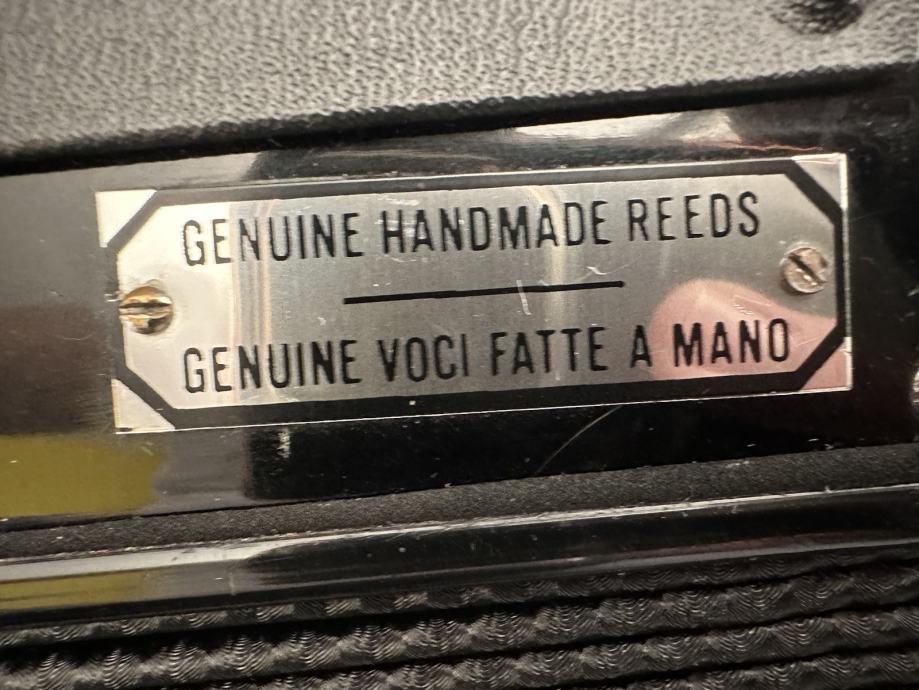 GENUINE HANDMADE REEDS
GENUINE VOCI FATTE A MANO